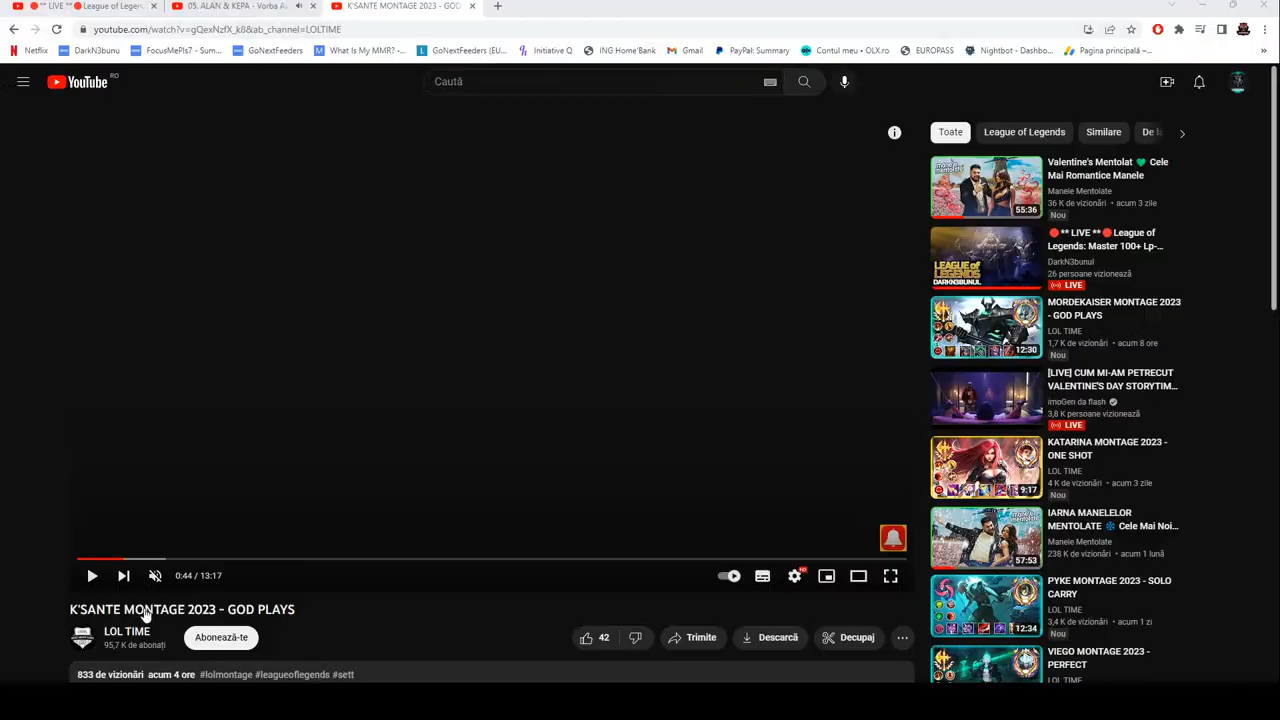 🔴** LIVE **🔴League of Legen
05. ALAN & KEPA - Vorba A
K'SANTE MONTAGE 2023 - GOD
youtube.com/watch?v=gQexNzfX_k8&ab_channel=LOLTIME
Netflix DarkN3bunu FocusMePls7 - Sum... GoNextFeeders What Is My MMR? -... GoNextFeeders (EU... Initiative Q ING Home'Bank Gmail PayPal: Summary Contul meu • OLX.ro EUROPASS Nightbot - Dashbo... Pagina principală –... »
YouTube RO
Caută
Toate League of Legends Similare De la
Valentine's Mentolat 💚 Cele
Mai Romantice Manele
Manele Mentolate
36 K de vizionări • acum 3 zile
Nou
55:36
🔴** LIVE **🔴League of
Legends: Master 100+ Lp-...
DarkN3bunul
26 persoane vizionează
LIVE
LEAGUE of
LEGENDS
DARKN3BUNUL
MORDEKAISER MONTAGE 2023
- GOD PLAYS
LOL TIME
1,7 K de vizionări • acum 8 ore
Nou
12:30
[LIVE] CUM MI-AM PETRECUT
VALENTINE'S DAY STORYTIM...
imoGen da flash
3,8 K persoane vizionează
LIVE
KATARINA MONTAGE 2023 -
ONE SHOT
LOL TIME
4 K de vizionări • acum 3 zile
Nou
9:17
IARNA MANELELOR
MENTOLATE ❄️ Cele Mai Noi...
Manele Mentolate
238 K de vizionări • acum 1 lună
57:53
PYKE MONTAGE 2023 - SOLO
CARRY
LOL TIME
3,4 K de vizionări • acum 1 zi
Nou
12:34
VIEGO MONTAGE 2023 -
PERFECT
LOL TIME
0:44 / 13:17
HD
K'SANTE MONTAGE 2023 - GOD PLAYS
LOL TIME
95,7 K de abonați
Abonează-te
42 Trimite Descarcă Decupaj
833 de vizionări acum 4 ore #lolmontage #leagueoflegends #sett